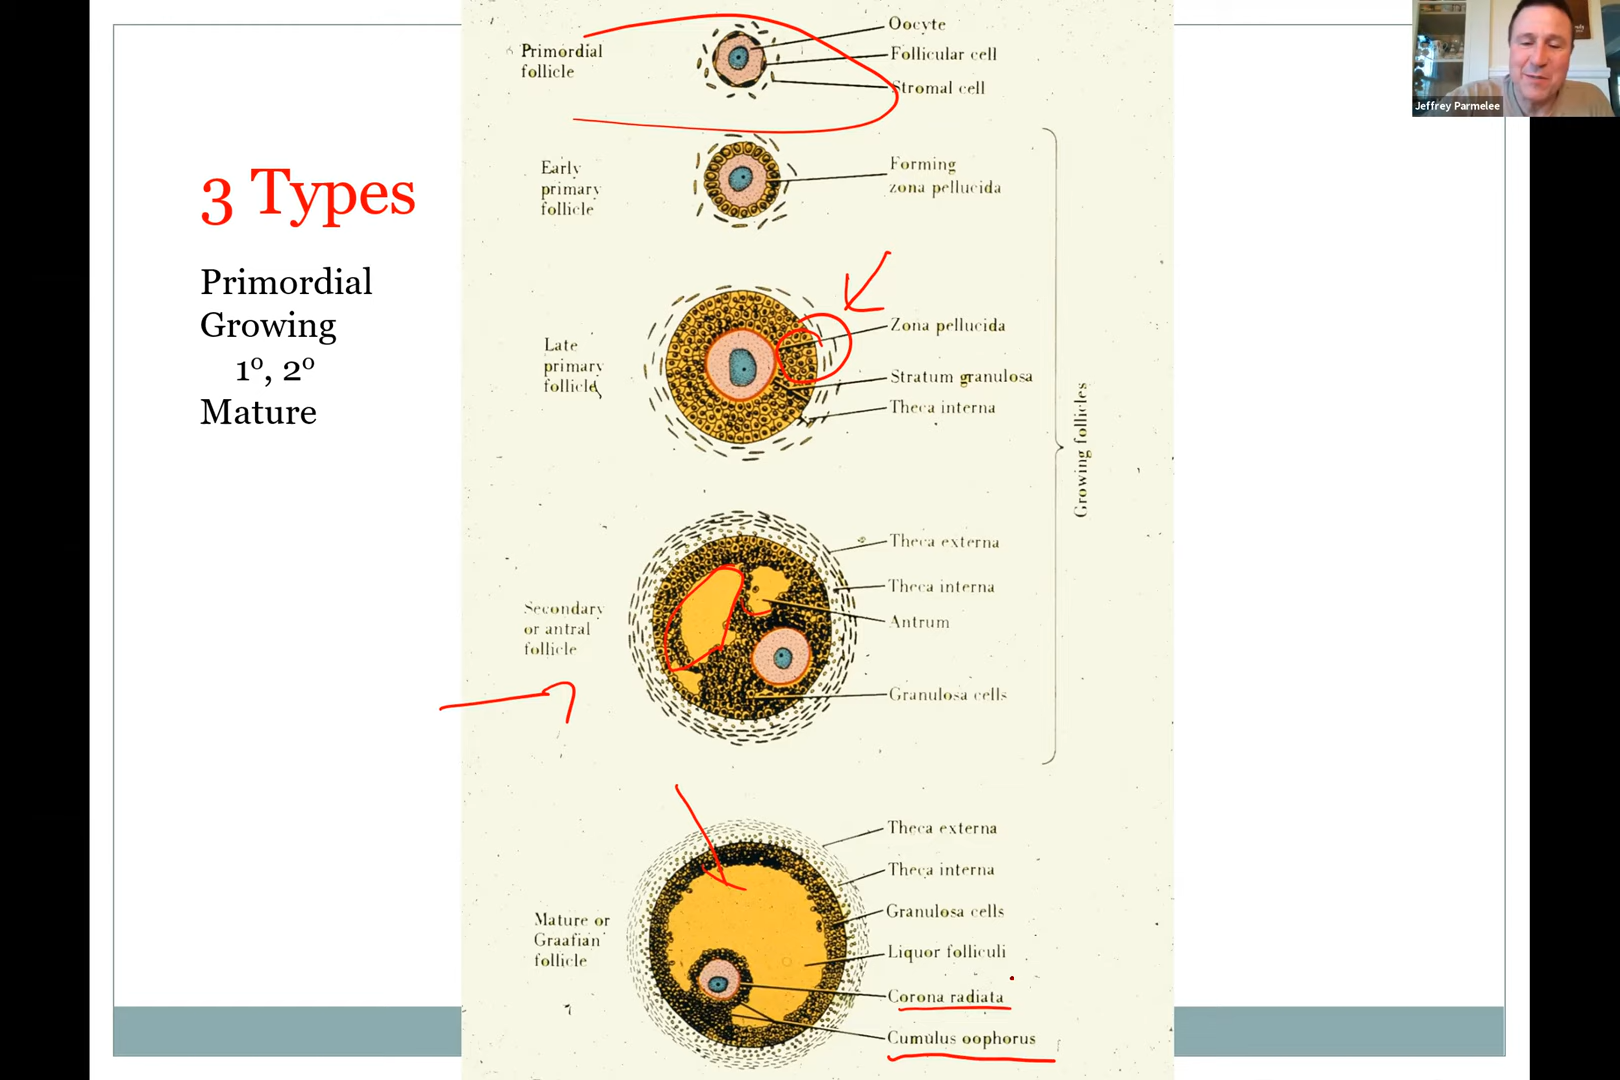 3 Types
Primordial
Growing
1º, 2º
Mature
Primordial
follicle
Oocyte
Follicular cell
Stromal cell
Early
primary
follicle
Forming
zona pellucida
Late
primary
follicle
Zona pellucida
Stratum granulosa
Theca interna
Secondary
or antral
follicle
Theca externa
Theca interna
Antrum
Granulosa cells
Growing follicles
Mature or
Graafian
follicle
Theca externa
Theca interna
Granulosa cells
Liquor folliculi
Corona radiata
Cumulus oophorus
Jeffrey Parmelee